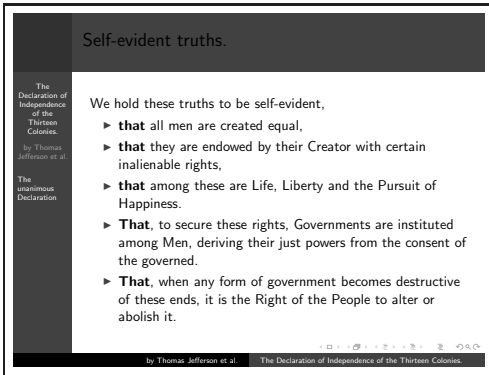 Self-evident truths.
The
Declaration of
Independence
of the
Thirteen
Colonies.
by Thomas
Jefferson et al.
The
unanimous
Declaration
We hold these truths to be self-evident,
▶ that all men are created equal,
▶ that they are endowed by their Creator with certain
inalienable rights,
▶ that among these are Life, Liberty and the Pursuit of
Happiness.
▶ That, to secure these rights, Governments are instituted
among Men, deriving their just powers from the consent of
the governed.
▶ That, when any form of government becomes destructive
of these ends, it is the Right of the People to alter or
abolish it.
by Thomas Jefferson et al. The Declaration of Independence of the Thirteen Colonies.